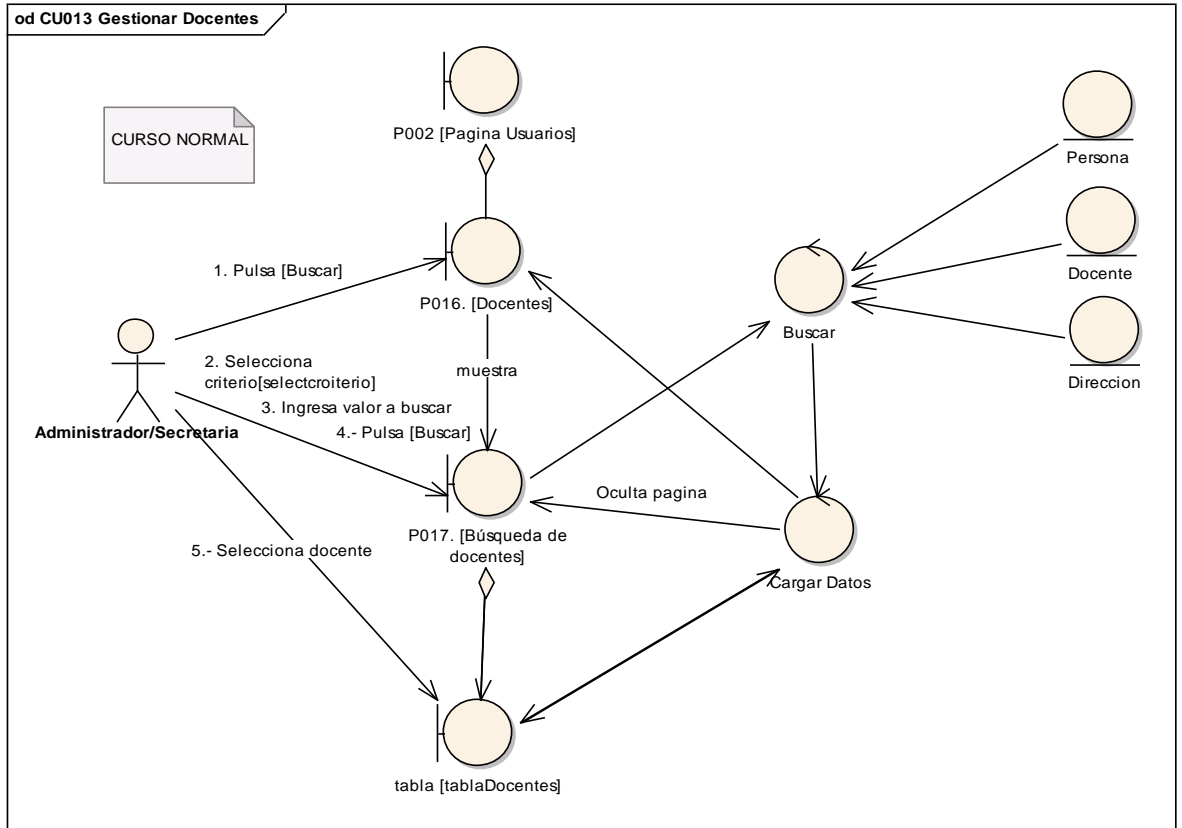 od CU013 Gestionar Docentes
CURSO NORMAL
P002 [Pagina Usuarios]
Persona
1. Pulsa [Buscar]
P016. [Docentes]
Docente
Buscar
Direccion
muestra
2. Selecciona
criterio[selectcroiterio]
3. Ingresa valor a buscar
4.- Pulsa [Buscar]
Administrador/Secretaria
Oculta pagina
P017. [Búsqueda de
docentes]
5.- Selecciona docente
Cargar Datos
tabla [tablaDocentes]